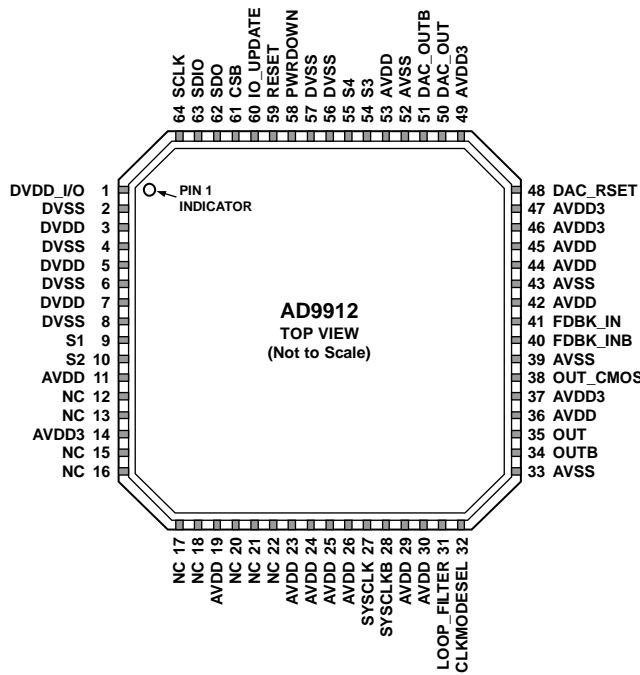 64 SCLK
63 SDIO
62 SDO
61 CSB
60 IO_UPDATE
59 RESET
58 PWRDOWN
57 DVSS
56 DVSS
55 S4
54 S3
53 AVDD
52 AVSS
51 DAC_OUTB
50 DAC_OUT
49 AVDD3
DVDD_I/O 1
DVSS 2
DVDD 3
DVSS 4
DVDD 5
DVSS 6
DVDD 7
DVSS 8
S1 9
S2 10
AVDD 11
NC 12
NC 13
AVDD3 14
NC 15
NC 16
PIN 1
INDICATOR
AD9912
TOP VIEW
(Not to Scale)
48 DAC_RSET
47 AVDD3
46 AVDD3
45 AVDD
44 AVDD
43 AVSS
42 AVDD
41 FDBK_IN
40 FDBK_INB
39 AVSS
38 OUT_CMOS
37 AVDD3
36 AVDD
35 OUT
34 OUTB
33 AVSS
NC 17
NC 18
AVDD 19
NC 20
NC 21
NC 22
AVDD 23
AVDD 24
AVDD 25
AVDD 26
SYSCLK 27
SYSCLKB 28
AVDD 29
AVDD 30
LOOP_FILTER 31
CLKMODESEL 32